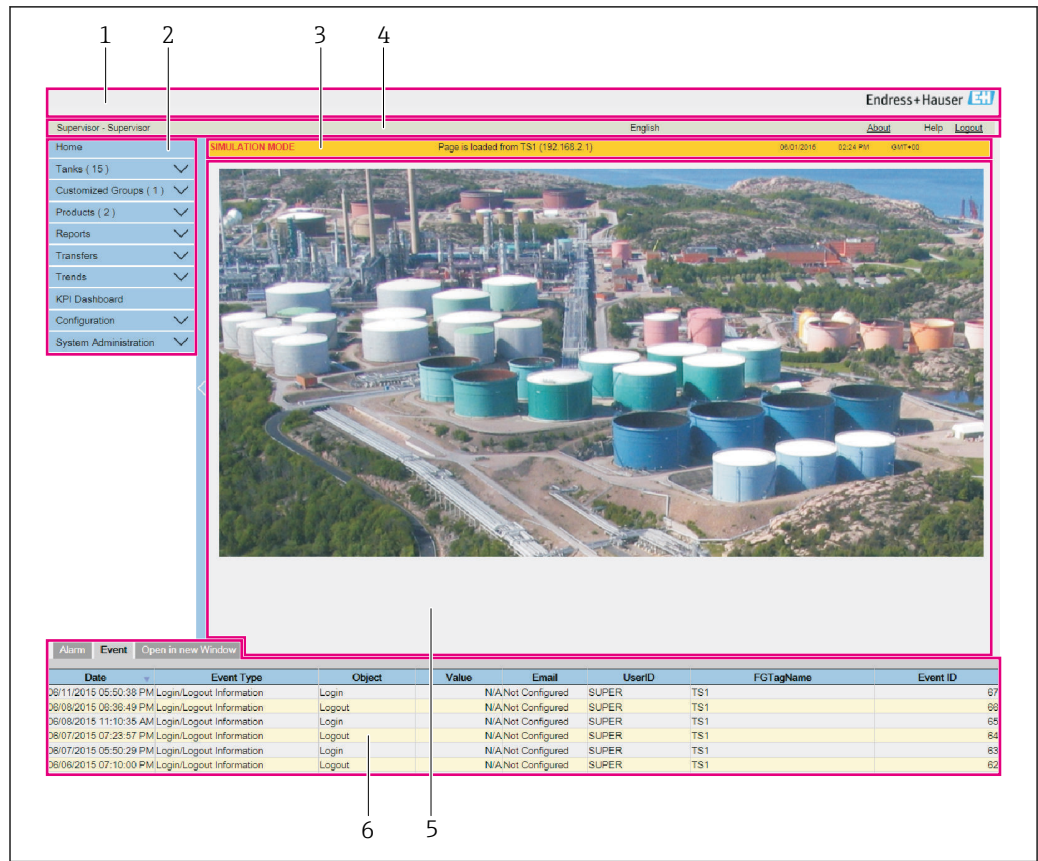 1 2 3 4
Endress+Hauser EH
Supervisor - Supervisor English About Help Logout
Home SIMULATION MODE Page is loaded from TS1 (192.168.2.1) 06/01/2016 02:24 PM GMT+00
Tanks ( 15 )
Customized Groups ( 1 )
Products ( 2 )
Reports
Transfers
Trends
KPI Dashboard
Configuration
System Administration
Alarm Event Open in new Window
Date Event Type Object Value Email UserID FGTagName Event ID
06/11/2015 05:50:38 PM Login/Logout Information Login N/A Not Configured SUPER TS1 67
06/08/2015 06:36:49 PM Login/Logout Information Logout N/A Not Configured SUPER TS1 66
06/08/2015 11:10:35 AM Login/Logout Information Login N/A Not Configured SUPER TS1 65
06/07/2015 07:23:57 PM Login/Logout Information Logout N/A Not Configured SUPER TS1 64
06/07/2015 05:50:29 PM Login/Logout Information Login N/A Not Configured SUPER TS1 63
06/06/2015 07:10:00 PM Login/Logout Information Logout N/A Not Configured SUPER TS1 62
6 5